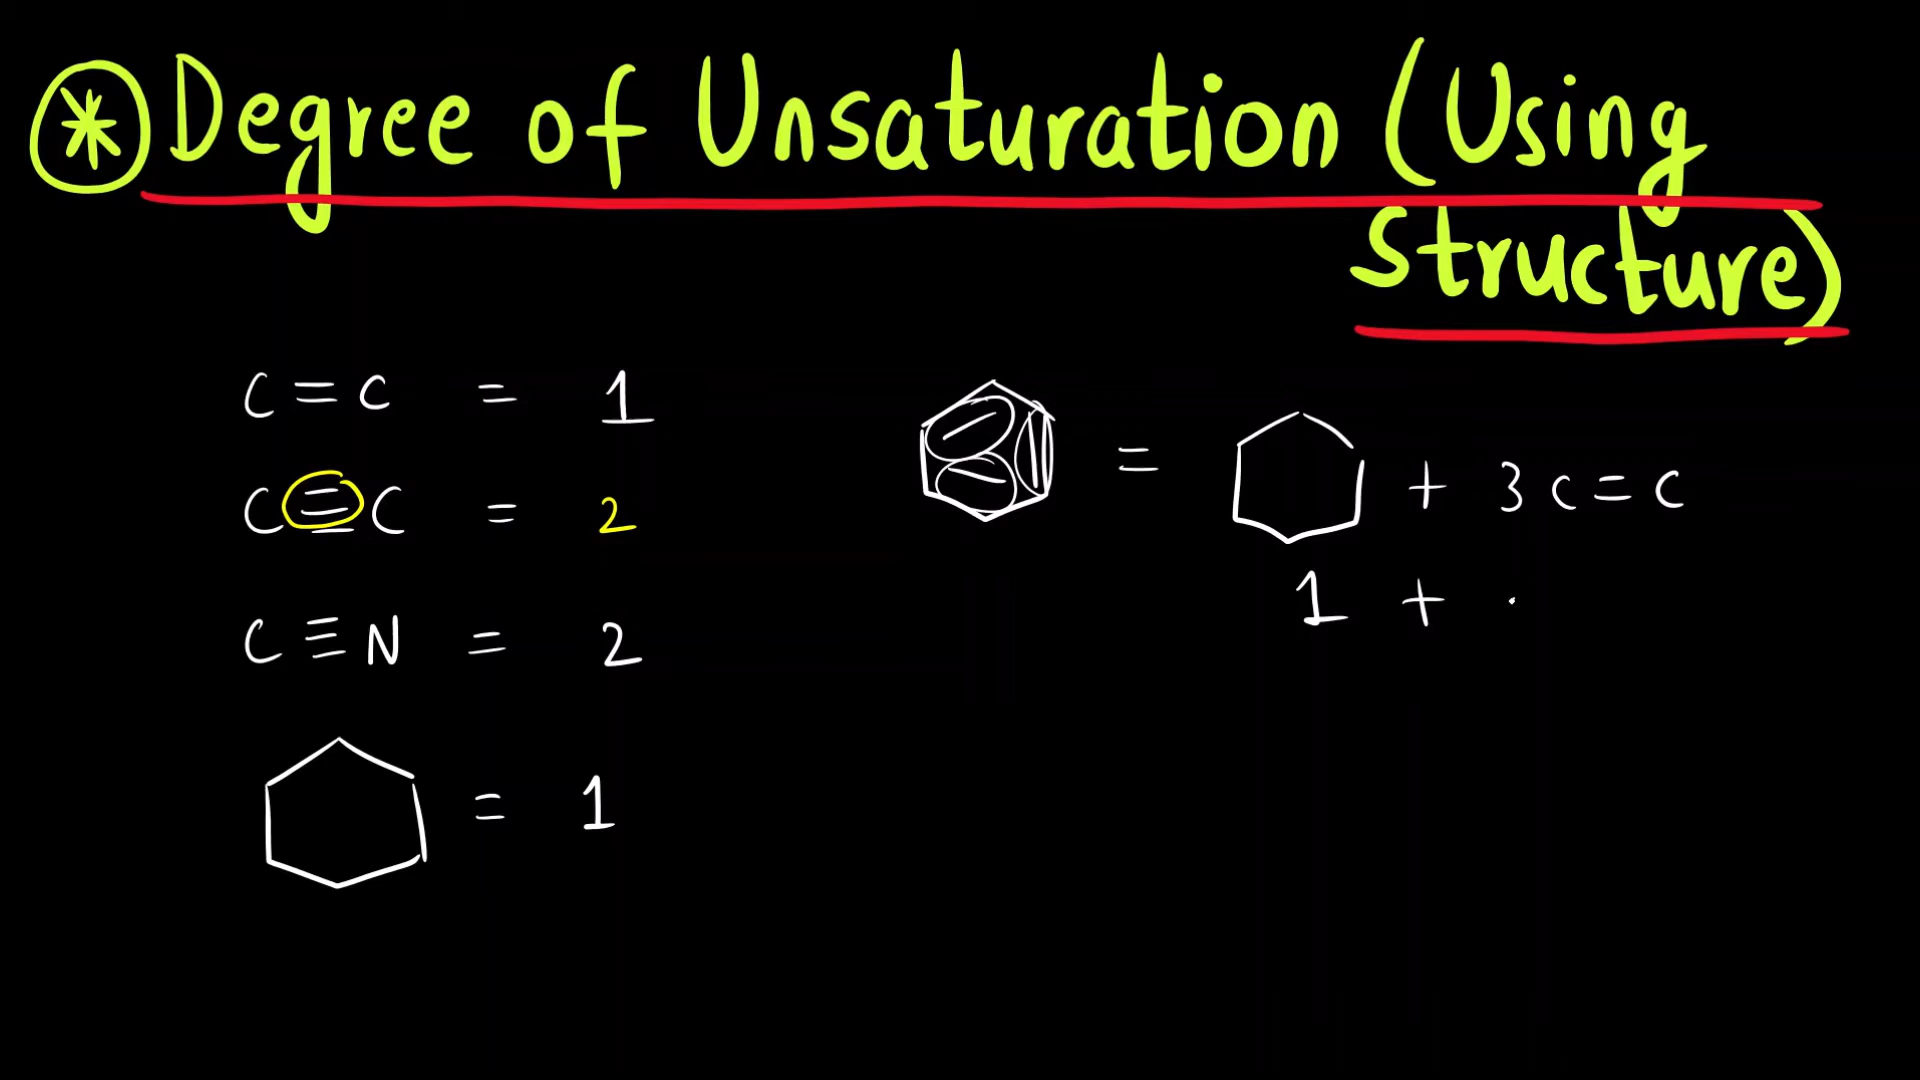 * Degree of Unsaturation (Using
Structure)
C = C = 1
C ≡ C = 2
C ≡ N = 2
= 1
= + 3 C = C
1 + .